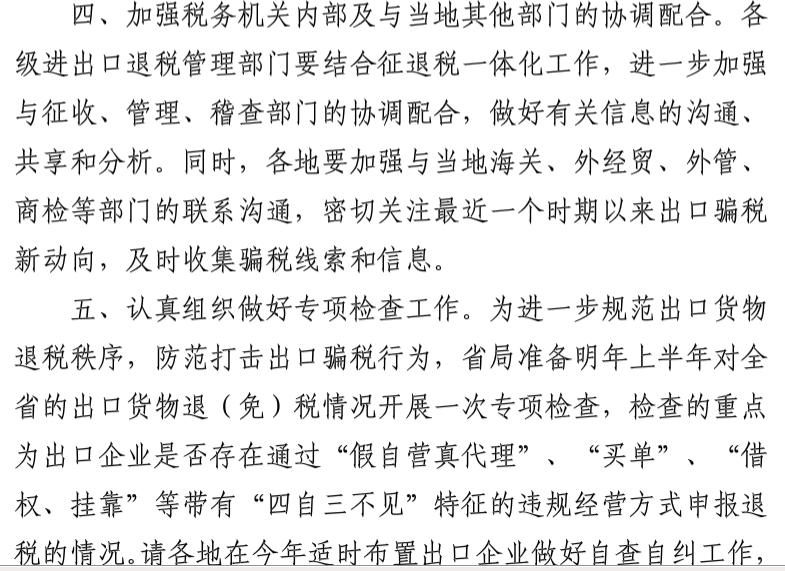 四、加强税务机关内部及与当地其他部门的协调配合。各
级进出口退税管理部门要结合征退税一体化工作，进一步加强
与征收、管理、稽查部门的协调配合，做好有关信息的沟通、
共享和分析。同时，各地要加强与当地海关、外经贸、外管、
商检等部门的联系沟通，密切关注最近一个时期以来出口骗税
新动向，及时收集骗税线索和信息。
五、认真组织做好专项检查工作。为进一步规范出口货物
退税秩序，防范打击出口骗税行为，省局准备明年上半年对全
省的出口货物退（免）税情况开展一次专项检查，检查的重点
为出口企业是否存在通过“假自营真代理”、“买单”、“借
权、挂靠”等带有“四自三不见”特征的违规经营方式申报退
税的情况。请各地在今年适时布置出口企业做好自查自纠工作，